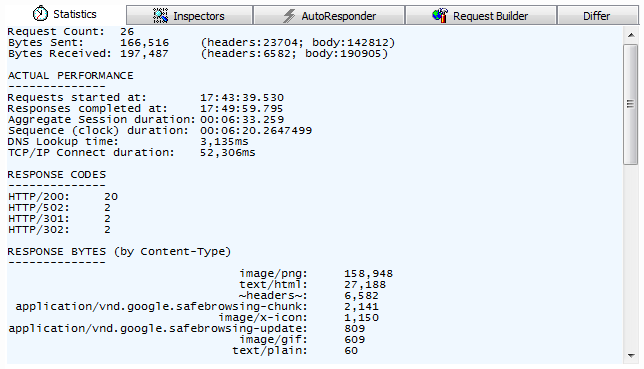 Statistics Inspectors AutoResponder Request Builder Differ
Request Count: 26
Bytes Sent: 166,516 (headers:23704; body:142812)
Bytes Received: 197,487 (headers:6582; body:190905)
ACTUAL PERFORMANCE
--------------
Requests started at: 17:43:39.530
Responses completed at: 17:49:59.795
Aggregate Session duration: 00:06:33.259
Sequence (clock) duration: 00:06:20.2647499
DNS Lookup time: 3,135ms
TCP/IP Connect duration: 52,306ms
RESPONSE CODES
--------------
HTTP/200: 20
HTTP/502: 2
HTTP/301: 2
HTTP/302: 2
RESPONSE BYTES (by Content-Type)
--------------
image/png: 158,948
text/html: 27,188
~headers~: 6,582
application/vnd.google.safebrowsing-chunk: 2,141
image/x-icon: 1,150
application/vnd.google.safebrowsing-update: 809
image/gif: 609
text/plain: 60